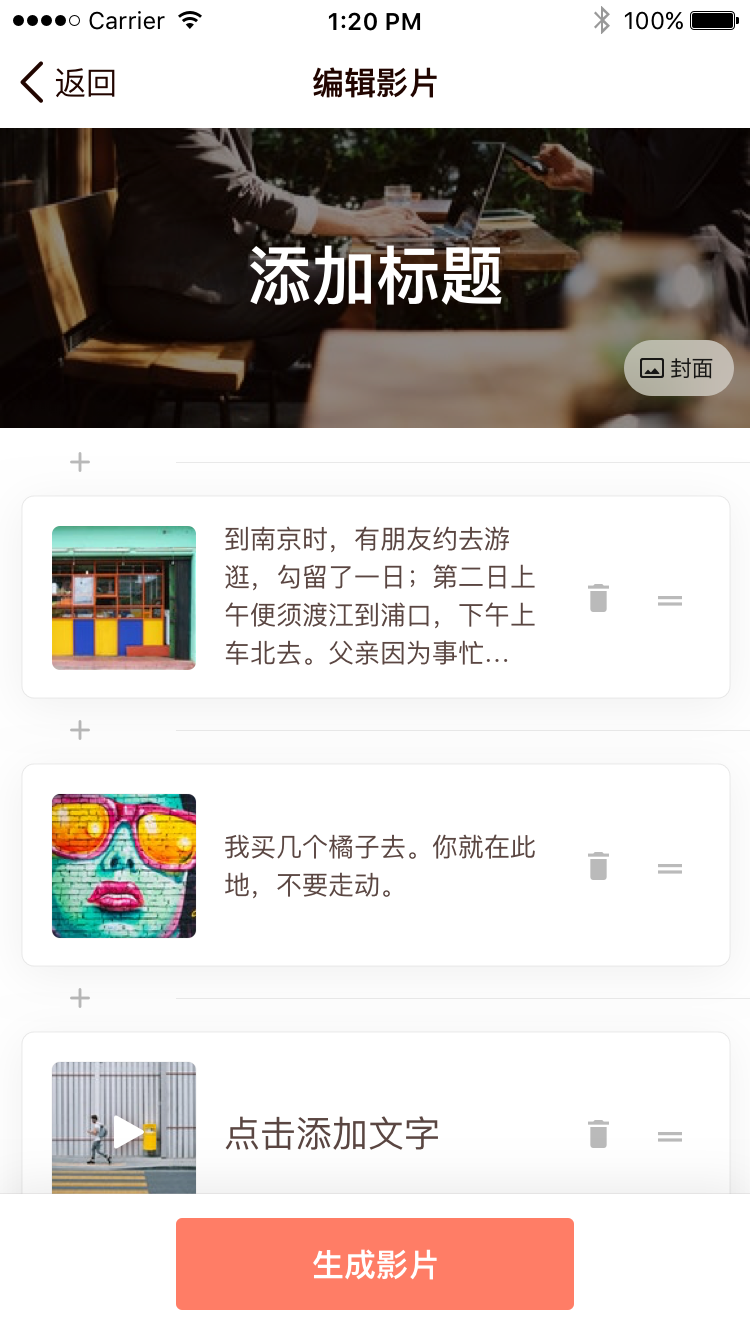 Carrier 1:20 PM 100%
返回 编辑影片
添加标题
封面
到南京时，有朋友约去游
逛，勾留了一日；第二日上
午便须渡江到浦口，下午上
车北去。父亲因为事忙...
我买几个橘子去。你就在此
地，不要走动。
点击添加文字
生成影片